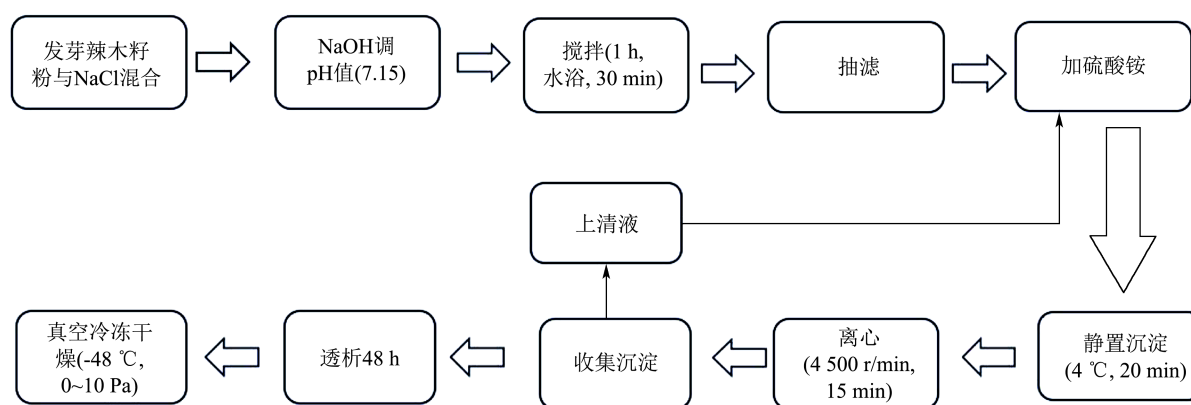 发芽辣木籽
粉与NaCl混合
NaOH调
pH值(7.15)
搅拌(1 h,
水浴, 30 min)
抽滤
加硫酸铵
上清液
静置沉淀
(4 ℃, 20 min)
离心
(4 500 r/min,
15 min)
收集沉淀
透析48 h
真空冷冻干
燥(-48 ℃,
0~10 Pa)